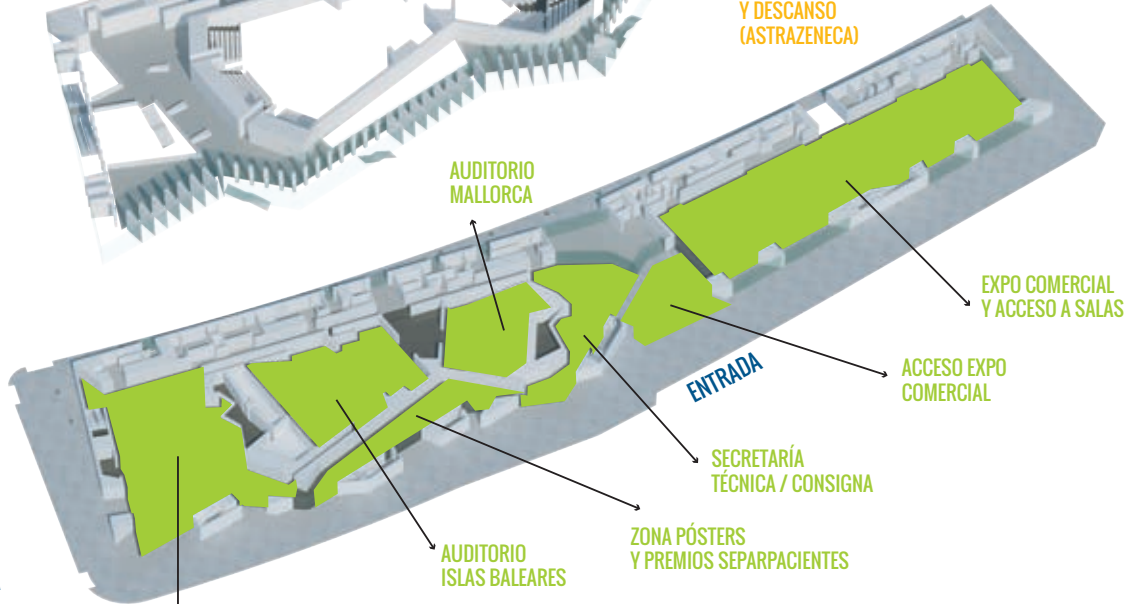 Y DESCANSO
(ASTRAZENECA)
AUDITORIO
MALLORCA
EXPO COMERCIAL
Y ACCESO A SALAS
ENTRADA
ACCESO EXPO
COMERCIAL
SECRETARÍA
TÉCNICA / CONSIGNA
ZONA PÓSTERS
Y PREMIOS SEPARPACIENTES
AUDITORIO
ISLAS BALEARES